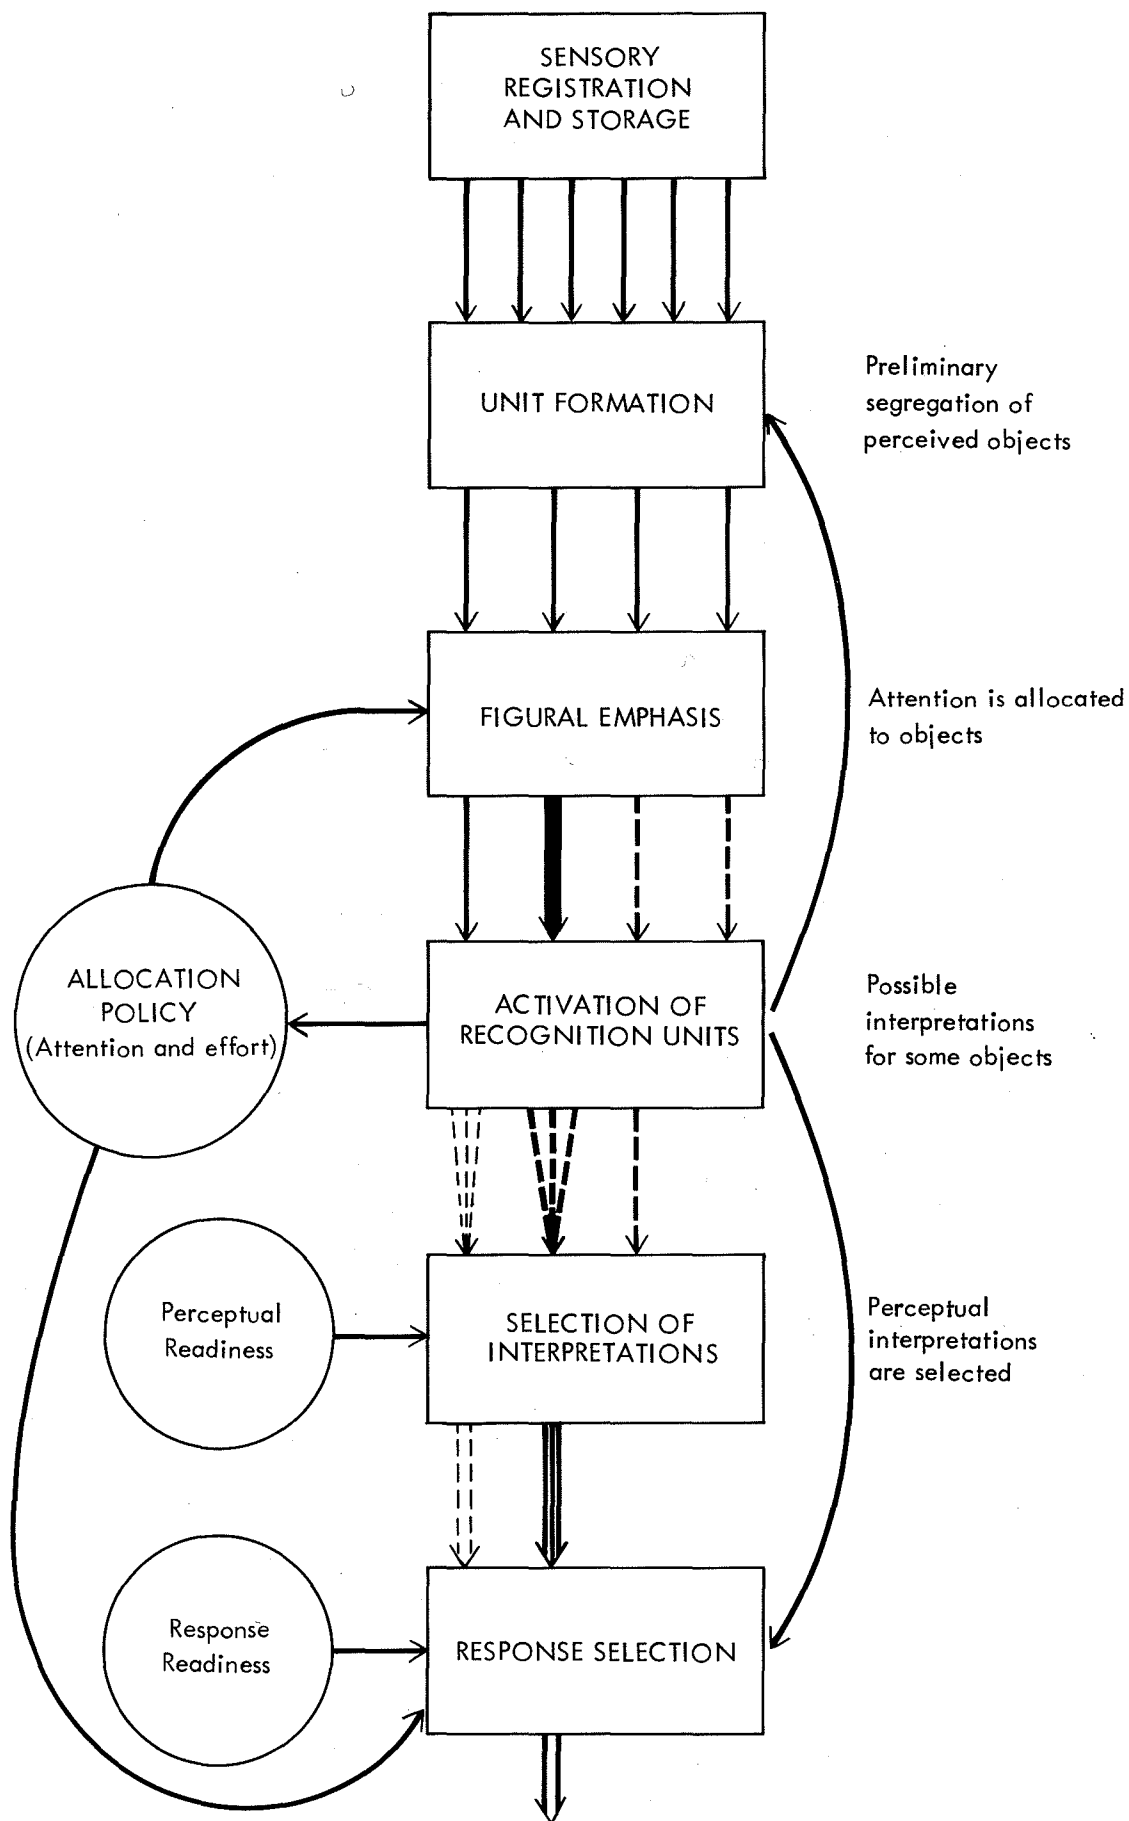 SENSORY
REGISTRATION
AND STORAGE
UNIT FORMATION
Preliminary
segregation of
perceived objects
FIGURAL EMPHASIS
Attention is allocated
to objects
ALLOCATION
POLICY
(Attention and effort)
ACTIVATION OF
RECOGNITION UNITS
Possible
interpretations
for some objects
Perceptual
Readiness
SELECTION OF
INTERPRETATIONS
Perceptual
interpretations
are selected
Response
Readiness
RESPONSE SELECTION